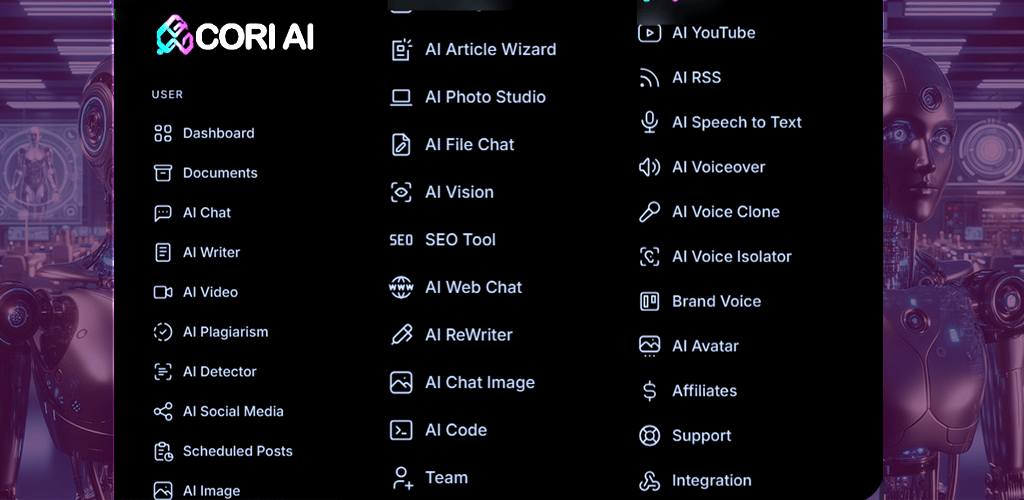 CORI AI
USER
Dashboard
Documents
AI Chat
AI Writer
AI Video
AI Plagiarism
AI Detector
AI Social Media
Scheduled Posts
AI Image
AI Article Wizard
AI Photo Studio
AI File Chat
AI Vision
SEO SEO Tool
WWW AI Web Chat
AI ReWriter
AI Chat Image
AI Code
Team
AI YouTube
AI RSS
AI Speech to Text
AI Voiceover
AI Voice Clone
AI Voice Isolator
Brand Voice
AI Avatar
Affiliates
Support
Integration